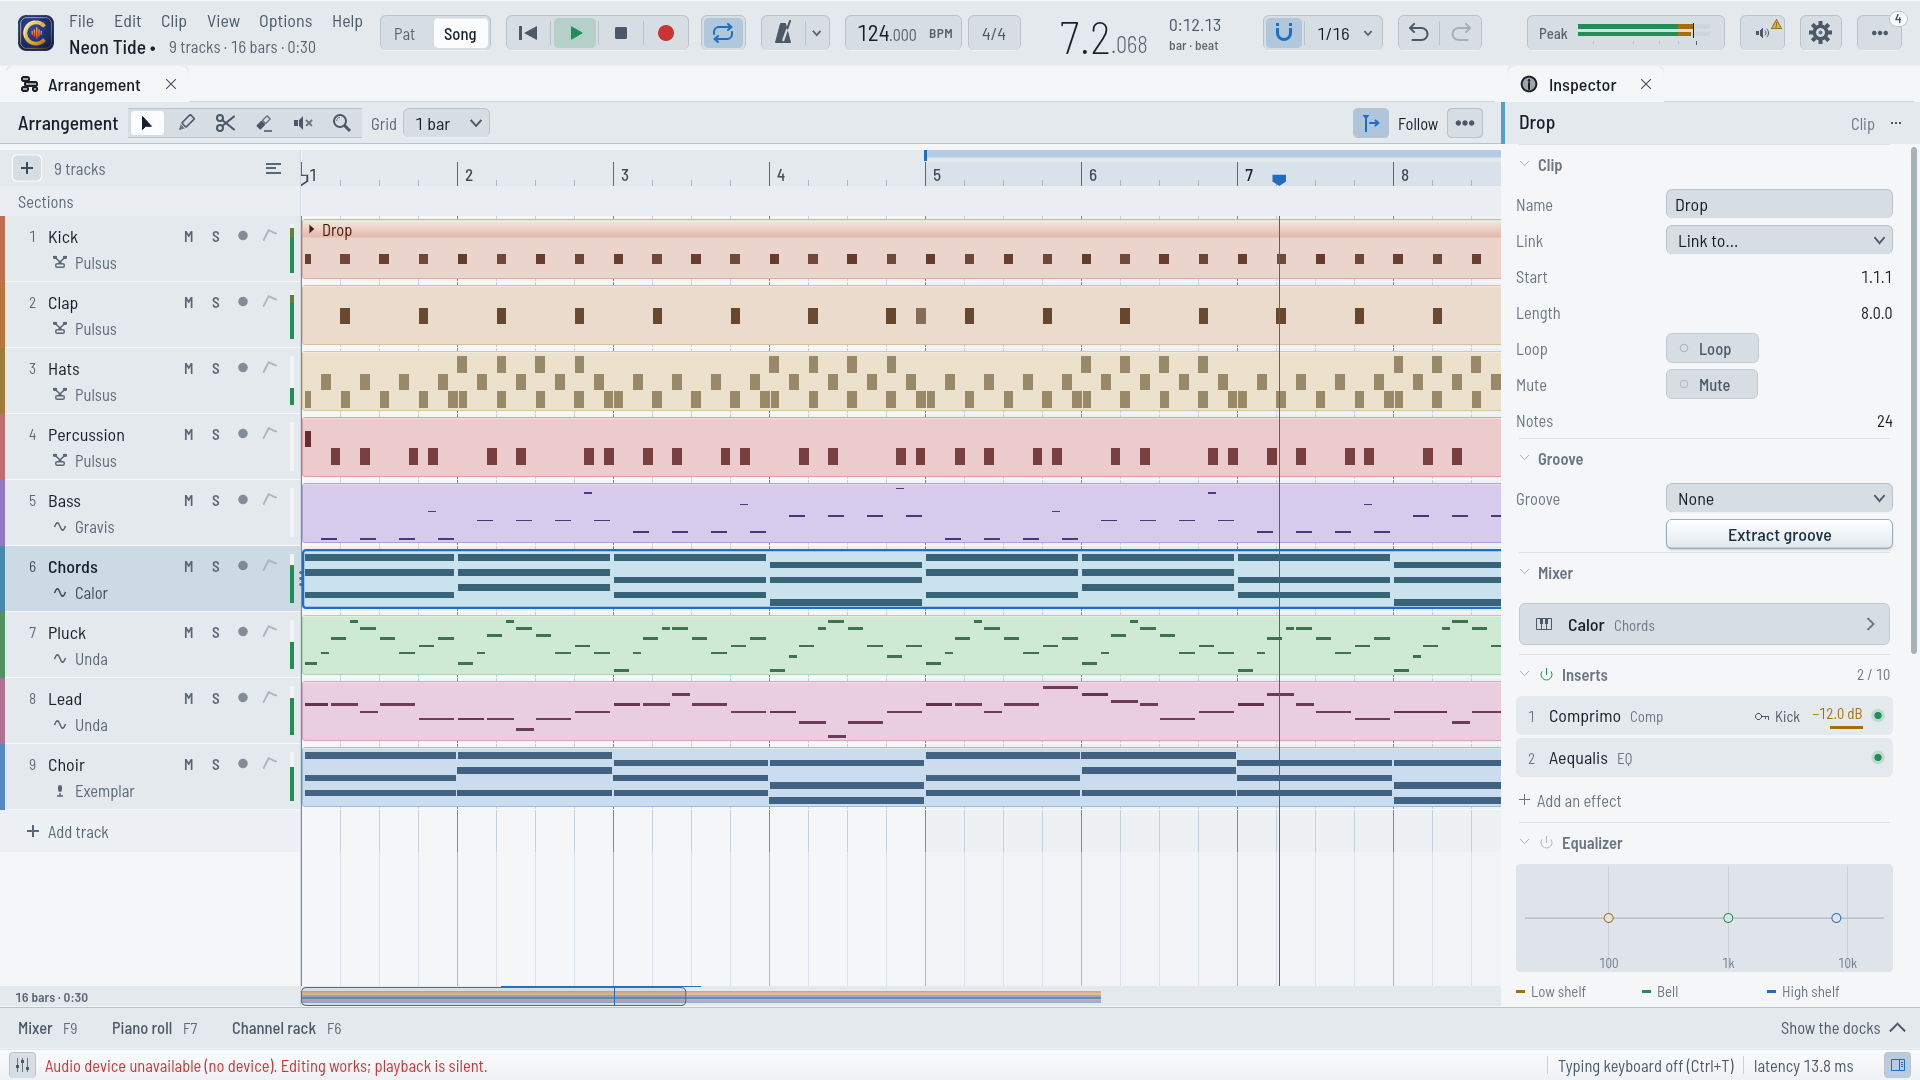 File Edit Clip View Options Help
Neon Tide • 9 tracks · 16 bars · 0:30
Pat Song
124.000 BPM
4/4
7.2.068
0:12.13
bar · beat
1/16
Peak
4
Arrangement
Inspector
Arrangement
Grid 1 bar
Follow
Drop
Clip
9 tracks
1 2 3 4 5 6 7 8
Sections
1 Kick M S
Pulsus
2 Clap M S
Pulsus
3 Hats M S
Pulsus
4 Percussion M S
Pulsus
5 Bass M S
Gravis
6 Chords M S
Calor
7 Pluck M S
Unda
8 Lead M S
Unda
9 Choir M S
Exemplar
Add track
Drop
Clip
Name Drop
Link Link to...
Start 1.1.1
Length 8.0.0
Loop Loop
Mute Mute
Notes 24
Groove
Groove None
Extract groove
Mixer
Calor Chords
Inserts 2 / 10
1 Comprimo Comp Kick −12.0 dB
2 Aequalis EQ
Add an effect
Equalizer
100 1k 10k
Low shelf Bell High shelf
16 bars · 0:30
Mixer F9 Piano roll F7 Channel rack F6
Show the docks
Audio device unavailable (no device). Editing works; playback is silent.
Typing keyboard off (Ctrl+T) latency 13.8 ms